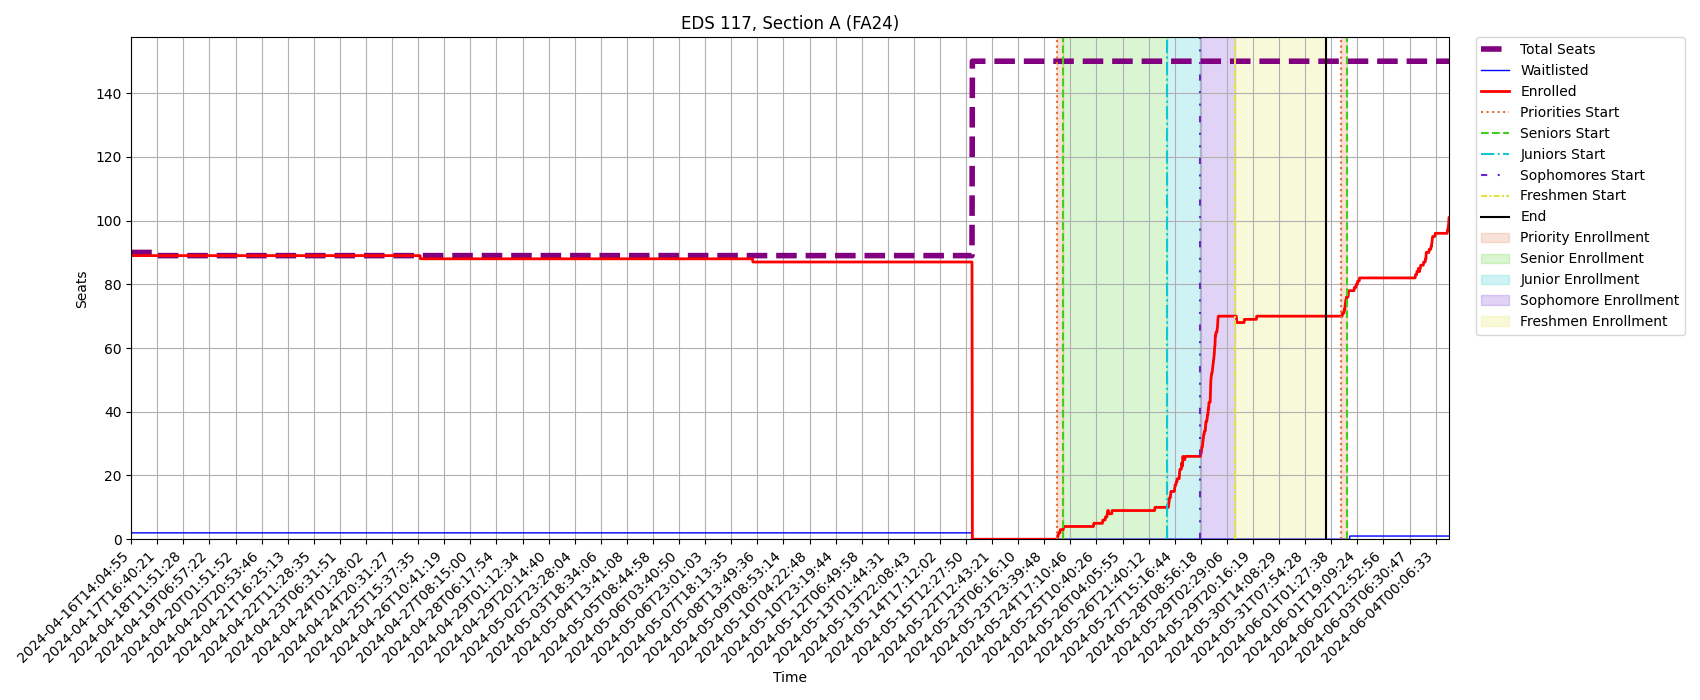 EDS 117, Section A (FA24)
Seats
140
120
100
80
60
40
20
0
2024-04-16T14:04:55
2024-04-17T16:40:21
2024-04-18T11:51:28
2024-04-19T06:57:22
2024-04-20T01:51:52
2024-04-20T20:53:46
2024-04-21T16:25:13
2024-04-22T11:28:35
2024-04-23T06:31:51
2024-04-24T01:28:02
2024-04-24T20:31:27
2024-04-25T15:37:35
2024-04-26T10:41:19
2024-04-27T08:15:00
2024-04-28T06:17:54
2024-04-29T01:12:34
2024-04-29T20:14:40
2024-05-02T23:28:04
2024-05-03T18:34:06
2024-05-04T13:41:08
2024-05-05T08:44:58
2024-05-06T03:40:50
2024-05-06T23:01:03
2024-05-07T18:13:35
2024-05-08T13:49:36
2024-05-09T08:53:14
2024-05-10T04:22:48
2024-05-10T23:19:44
2024-05-12T06:49:58
2024-05-13T01:44:31
2024-05-13T22:08:43
2024-05-14T17:12:02
2024-05-15T12:27:50
2024-05-22T12:43:21
2024-05-23T06:16:10
2024-05-23T23:39:48
2024-05-24T17:10:46
2024-05-25T10:40:26
2024-05-26T04:05:55
2024-05-26T21:40:12
2024-05-27T15:16:44
2024-05-28T08:56:18
2024-05-29T02:29:06
2024-05-29T20:16:19
2024-05-30T14:08:29
2024-05-31T07:54:28
2024-06-01T01:27:38
2024-06-01T19:09:24
2024-06-02T12:52:56
2024-06-03T06:30:47
2024-06-04T00:06:33
Time
Total Seats
Waitlisted
Enrolled
Priorities Start
Seniors Start
Juniors Start
Sophomores Start
Freshmen Start
End
Priority Enrollment
Senior Enrollment
Junior Enrollment
Sophomore Enrollment
Freshmen Enrollment